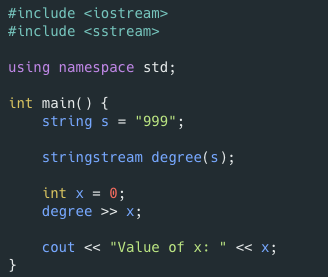 #include <iostream>
#include <sstream>

using namespace std;

int main() {
    string s = "999";

    stringstream degree(s);

    int x = 0;
    degree >> x;

    cout << "Value of x: " << x;
}